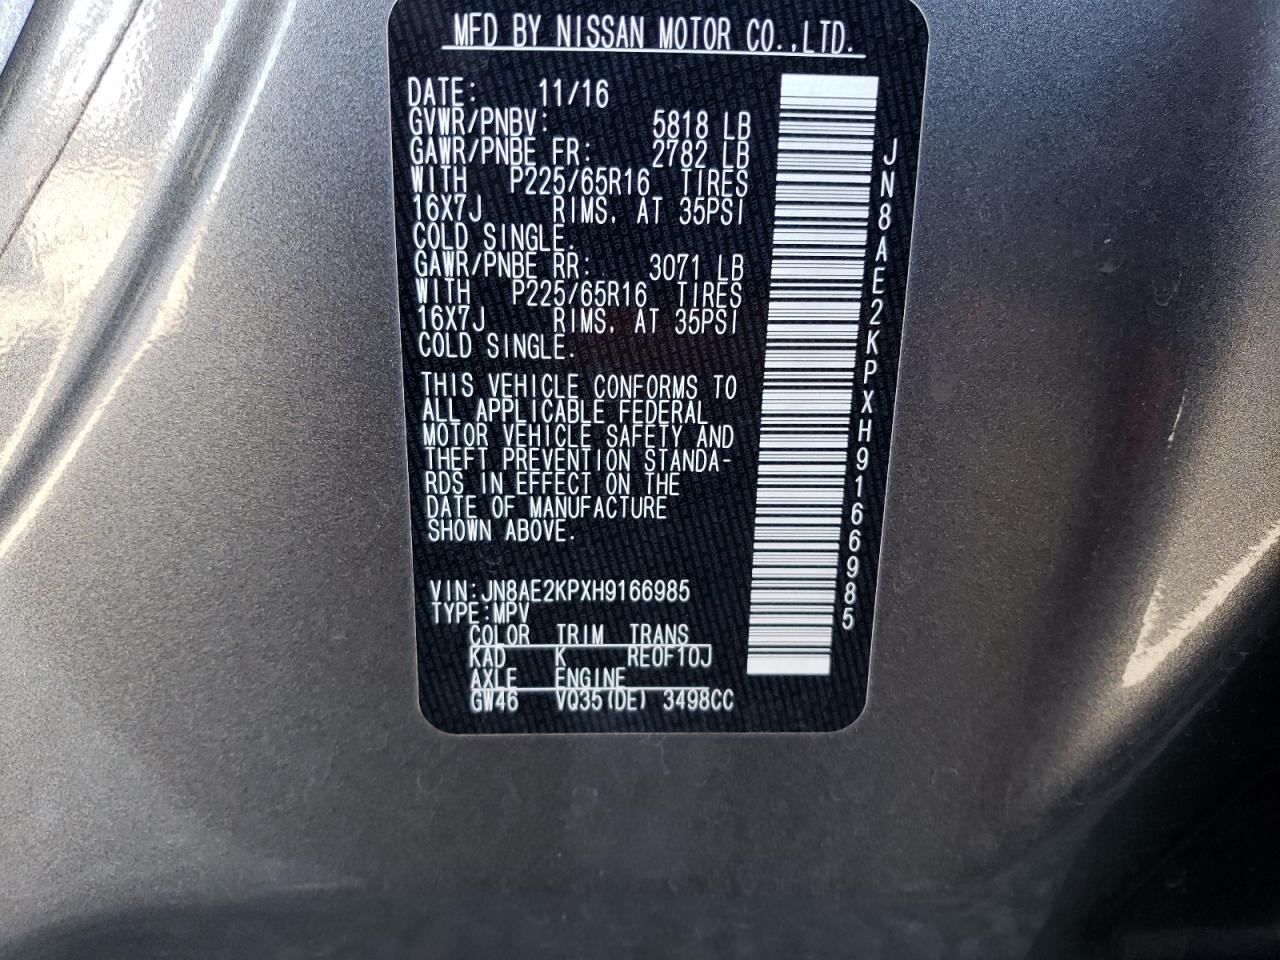 MFD BY NISSAN MOTOR CO.,LTD.
DATE: 11/16
GVWR/PNBV: 5818 LB
GAWR/PNBE FR: 2782 LB
WITH P225/65R16 TIRES
16X7J RIMS. AT 35PSI
COLD SINGLE.
GAWR/PNBE RR: 3071 LB
WITH P225/65R16 TIRES
16X7J RIMS. AT 35PSI
COLD SINGLE.
THIS VEHICLE CONFORMS TO
ALL APPLICABLE FEDERAL
MOTOR VEHICLE SAFETY AND
THEFT PREVENTION STANDA-
RDS IN EFFECT ON THE
DATE OF MANUFACTURE
SHOWN ABOVE.
VIN:JN8AE2KPXH9166985
TYPE:MPV
COLOR TRIM TRANS
KAD K RE0F10J
AXLE ENGINE
GW46 VQ35(DE) 3498CC
JN8AE2KPXH9166985